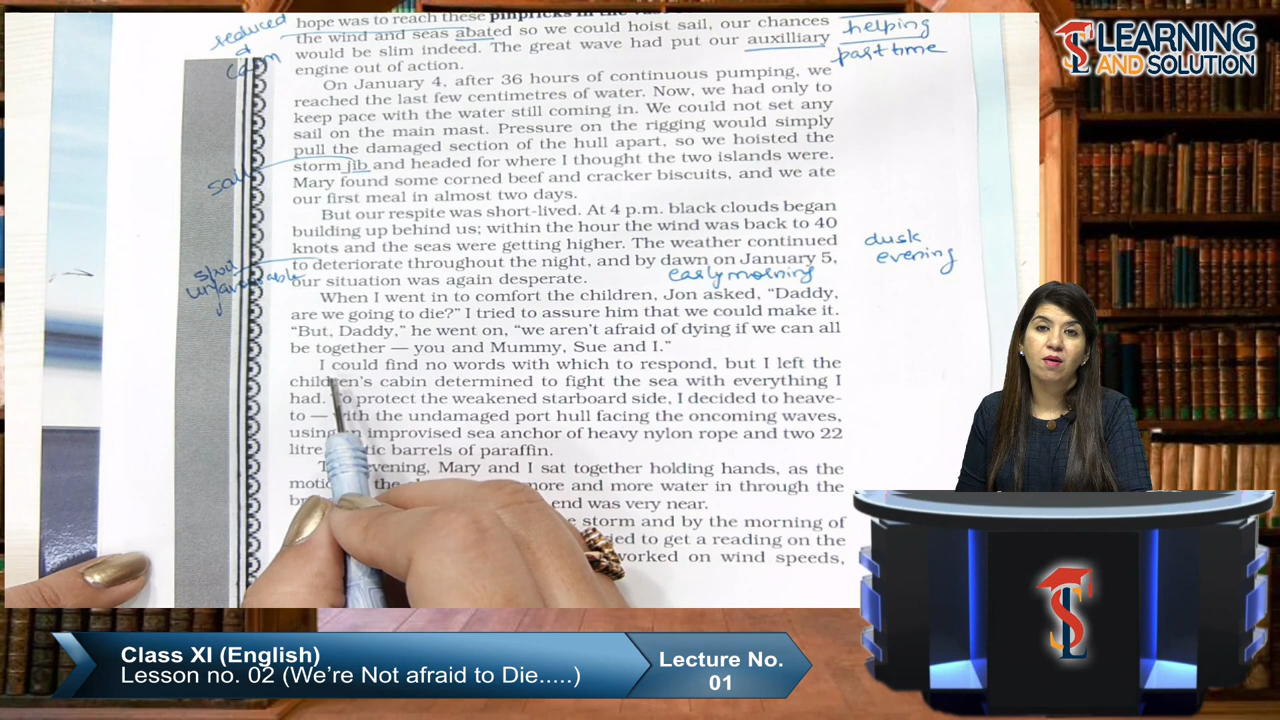 hope was to reach these pinpricks in the
the wind and seas abated so we could hoist sail, our chances
would be slim indeed. The great wave had put our auxilliary
engine out of action.
On January 4, after 36 hours of continuous pumping, we
reached the last few centimetres of water. Now, we had only to
keep pace with the water still coming in. We could not set any
sail on the main mast. Pressure on the rigging would simply
pull the damaged section of the hull apart, so we hoisted the
storm jib and headed for where I thought the two islands were.
Mary found some corned beef and cracker biscuits, and we ate
our first meal in almost two days.
But our respite was short-lived. At 4 p.m. black clouds began
building up behind us; within the hour the wind was back to 40
knots and the seas were getting higher. The weather continued
to deteriorate throughout the night, and by dawn on January 5,
our situation was again desperate.
When I went in to comfort the children, Jon asked, “Daddy,
are we going to die?” I tried to assure him that we could make it.
“But, Daddy,” he went on, “we aren’t afraid of dying if we can all
be together — you and Mummy, Sue and I.”
I could find no words with which to respond, but I left the
children’s cabin determined to fight the sea with everything I
had. To protect the weakened starboard side, I decided to heave-
to — with the undamaged port hull facing the oncoming waves,
using improvised sea anchor of heavy nylon rope and two 22
litre barrels of paraffin.
evening, Mary and I sat together holding hands, as the
the more and more water in through the
end was very near.
storm and by the morning of
to get a reading on the
worked on wind speeds,
reduced
calm
helping
part time
sail
spoil
unfavourable
early morning
dusk
evening
LEARNING
AND SOLUTION
Class XI (English)
Lesson no. 02 (We’re Not afraid to Die.....)
Lecture No.
01